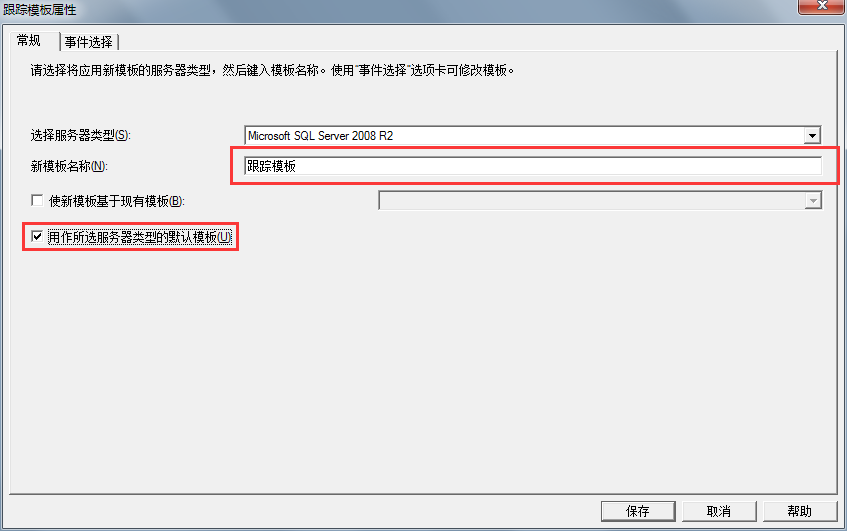 跟踪模板属性
常规
事件选择
请选择将应用新模板的服务器类型，然后键入模板名称。使用"事件选择"选项卡可修改模板。
选择服务器类型(S):
Microsoft SQL Server 2008 R2
新模板名称(N):
跟踪模板
使新模板基于现有模板(B):
用作所选服务器类型的默认模板(U)
保存
取消
帮助